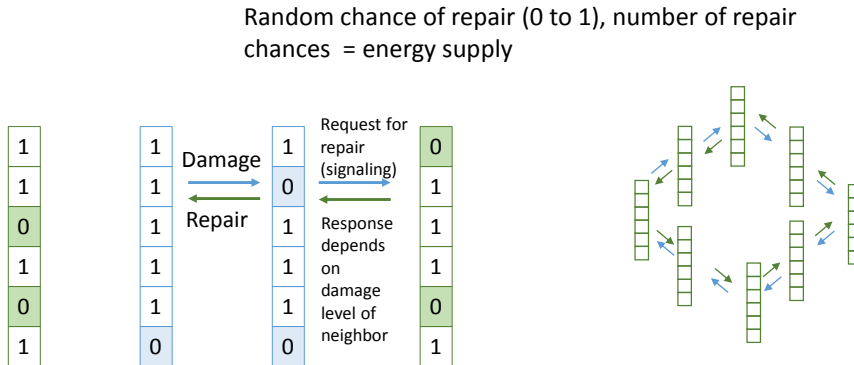 Random chance of repair (0 to 1), number of repair
chances  = energy supply
1
1
0
1
0
1
1
1
1
1
1
0
Damage
Repair
1
0
1
1
1
0
Request for
repair
(signaling)
Response
depends
on
damage
level of
neighbor
0
1
1
1
0
1